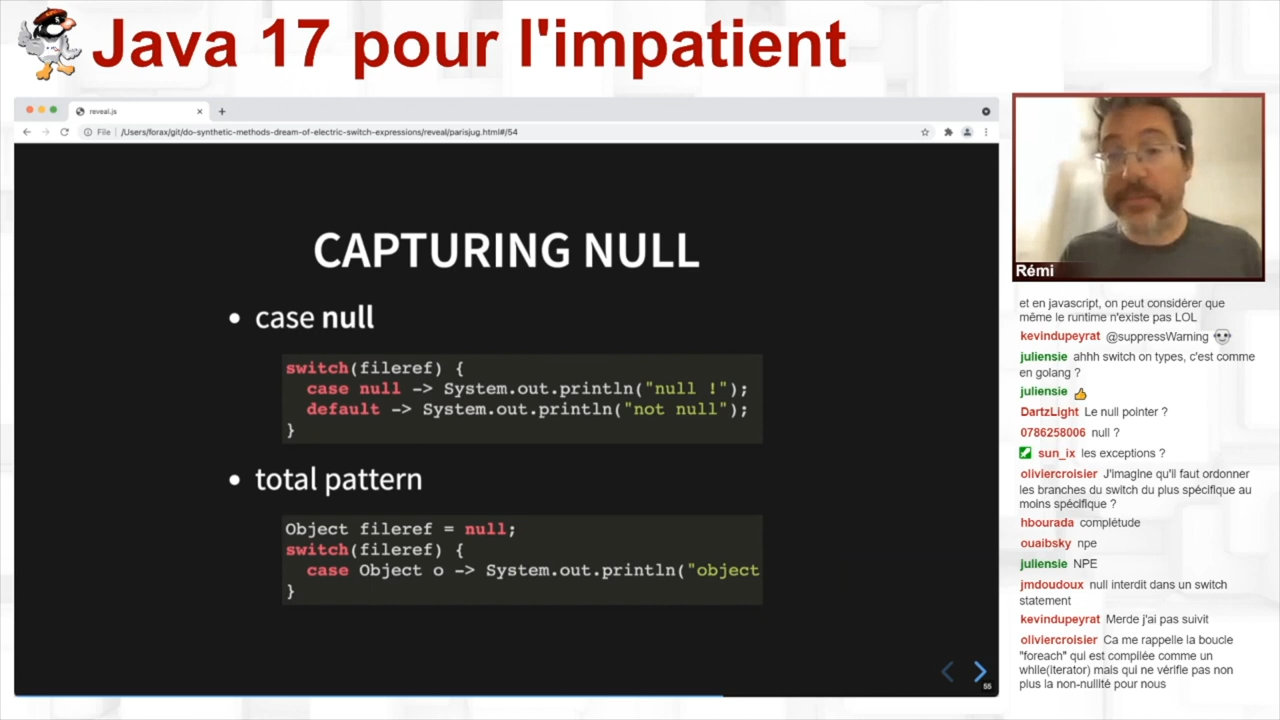 Java 17 pour l'impatient
reveal.js
File
/Users/forax/git/do-synthetic-methods-dream-of-electric-switch-expressions/reveal/parisjug.html#/54
CAPTURING NULL
• case null
switch(fileref) {
  case null -> System.out.println("null !");
  default -> System.out.println("not null");
}
• total pattern
Object fileref = null;
switch(fileref) {
  case Object o -> System.out.println("object
}
55
Rémi
et en javascript, on peut considérer que
même le runtime n'existe pas LOL
kevindupeyrat @suppressWarning
juliensie ahhh switch on types, c'est comme
en golang ?
juliensie
DartzLight Le null pointer ?
0786258006 null ?
sun_ix les exceptions ?
oliviercroisier J'imagine qu'il faut ordonner
les branches du switch du plus spécifique au
moins spécifique ?
hbourada complétude
ouaibsky npe
juliensie NPE
jmdoudoux null interdit dans un switch
statement
kevindupeyrat Merde j'ai pas suivit
oliviercroisier Ca me rappelle la boucle
"foreach" qui est compilée comme un
while(iterator) mais qui ne vérifie pas non
plus la non-nullité pour nous